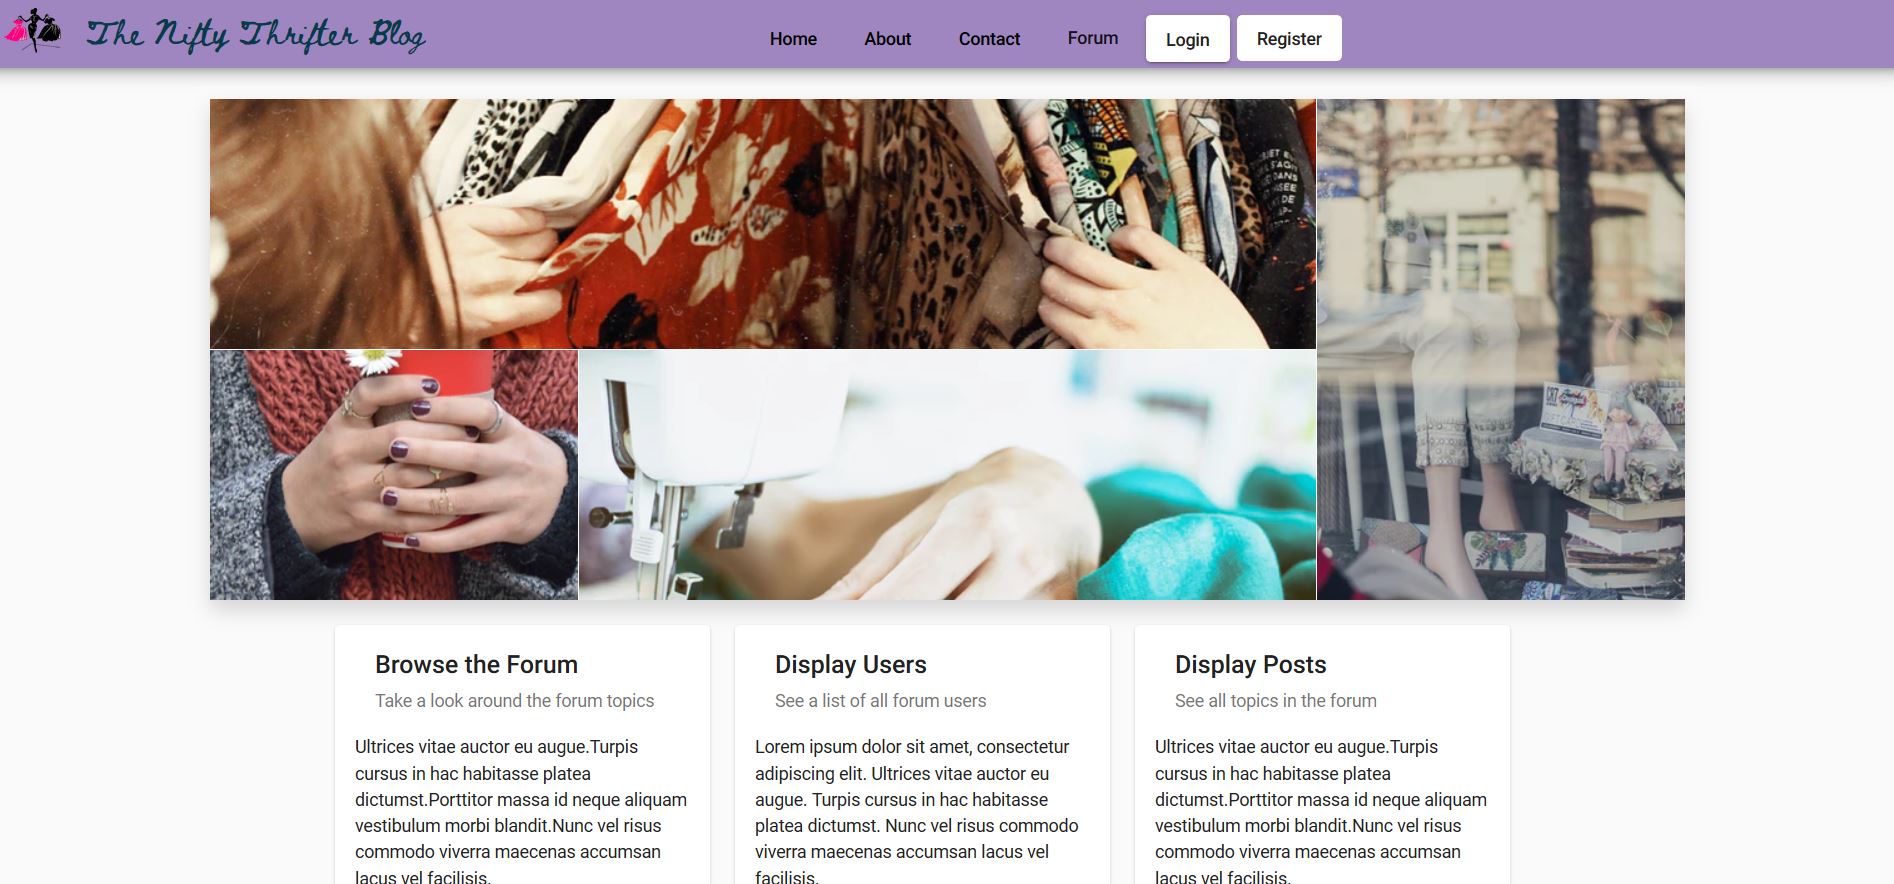 The Nifty Thrifter Blog
Home About Contact Forum Login Register
Browse the Forum
Take a look around the forum topics
Ultrices vitae auctor eu augue.Turpis
cursus in hac habitasse platea
dictumst.Porttitor massa id neque aliquam
vestibulum morbi blandit.Nunc vel risus
commodo viverra maecenas accumsan
lacus vel facilisis.
Display Users
See a list of all forum users
Lorem ipsum dolor sit amet, consectetur
adipiscing elit. Ultrices vitae auctor eu
augue. Turpis cursus in hac habitasse
platea dictumst. Nunc vel risus commodo
viverra maecenas accumsan lacus vel
facilisis.
Display Posts
See all topics in the forum
Ultrices vitae auctor eu augue.Turpis
cursus in hac habitasse platea
dictumst.Porttitor massa id neque aliquam
vestibulum morbi blandit.Nunc vel risus
commodo viverra maecenas accumsan
lacus vel facilisis.